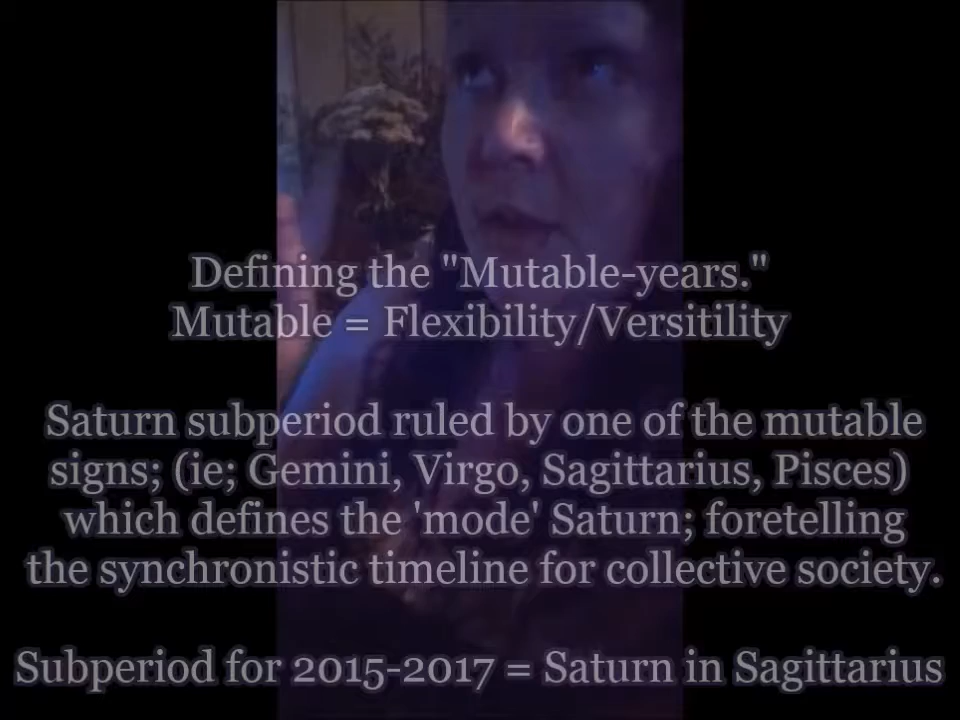 Defining the "Mutable-years."
Mutable = Flexibility/Versitility
Saturn subperiod ruled by one of the mutable
signs; (ie; Gemini, Virgo, Sagittarius, Pisces)
which defines the 'mode' Saturn; foretelling
the synchronistic timeline for collective society.
Subperiod for 2015-2017 = Saturn in Sagittarius